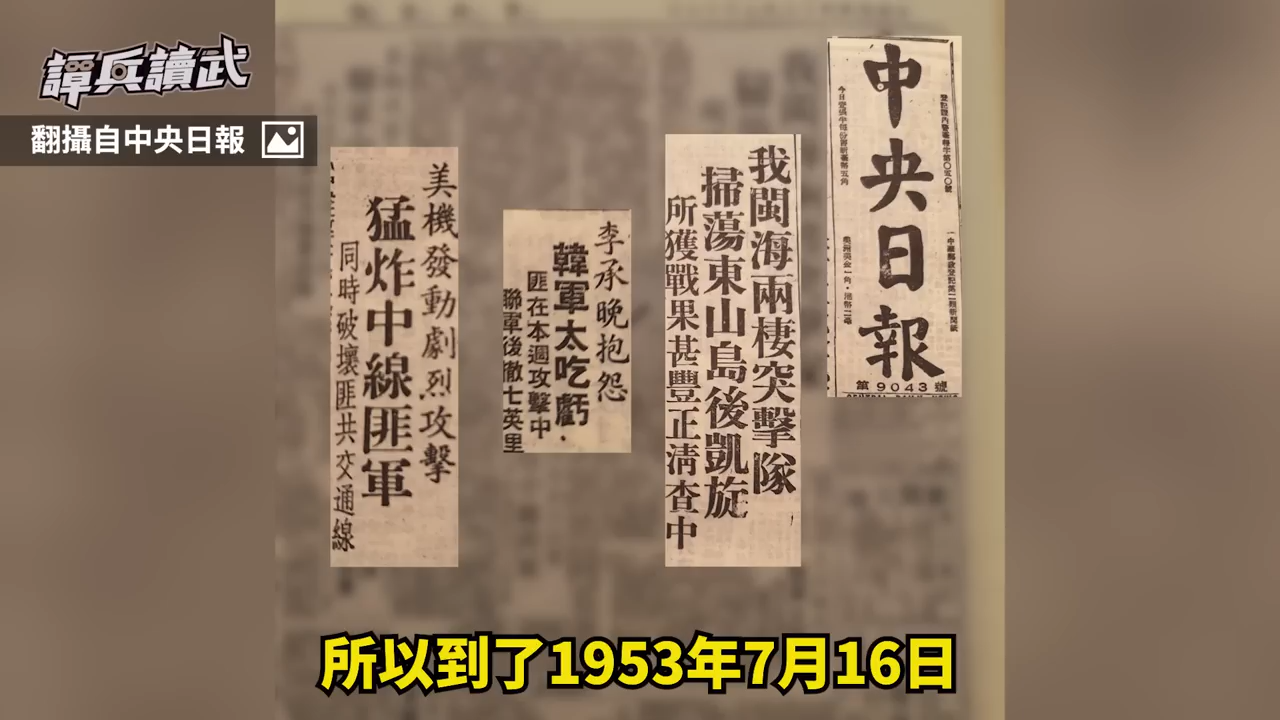 譚兵讀武
翻攝自中央日報
中央日報
第9043號
我閩海兩棲突擊隊
掃蕩東山島後凱旋
所獲戰果甚豐正淸查中
李承晚抱怨
韓軍太吃虧．
匪在本週攻擊中
聯軍後撤七英里
美機發動劇烈攻擊
猛炸中線匪軍
同時破壞匪共交通線
所以到了1953年7月16日